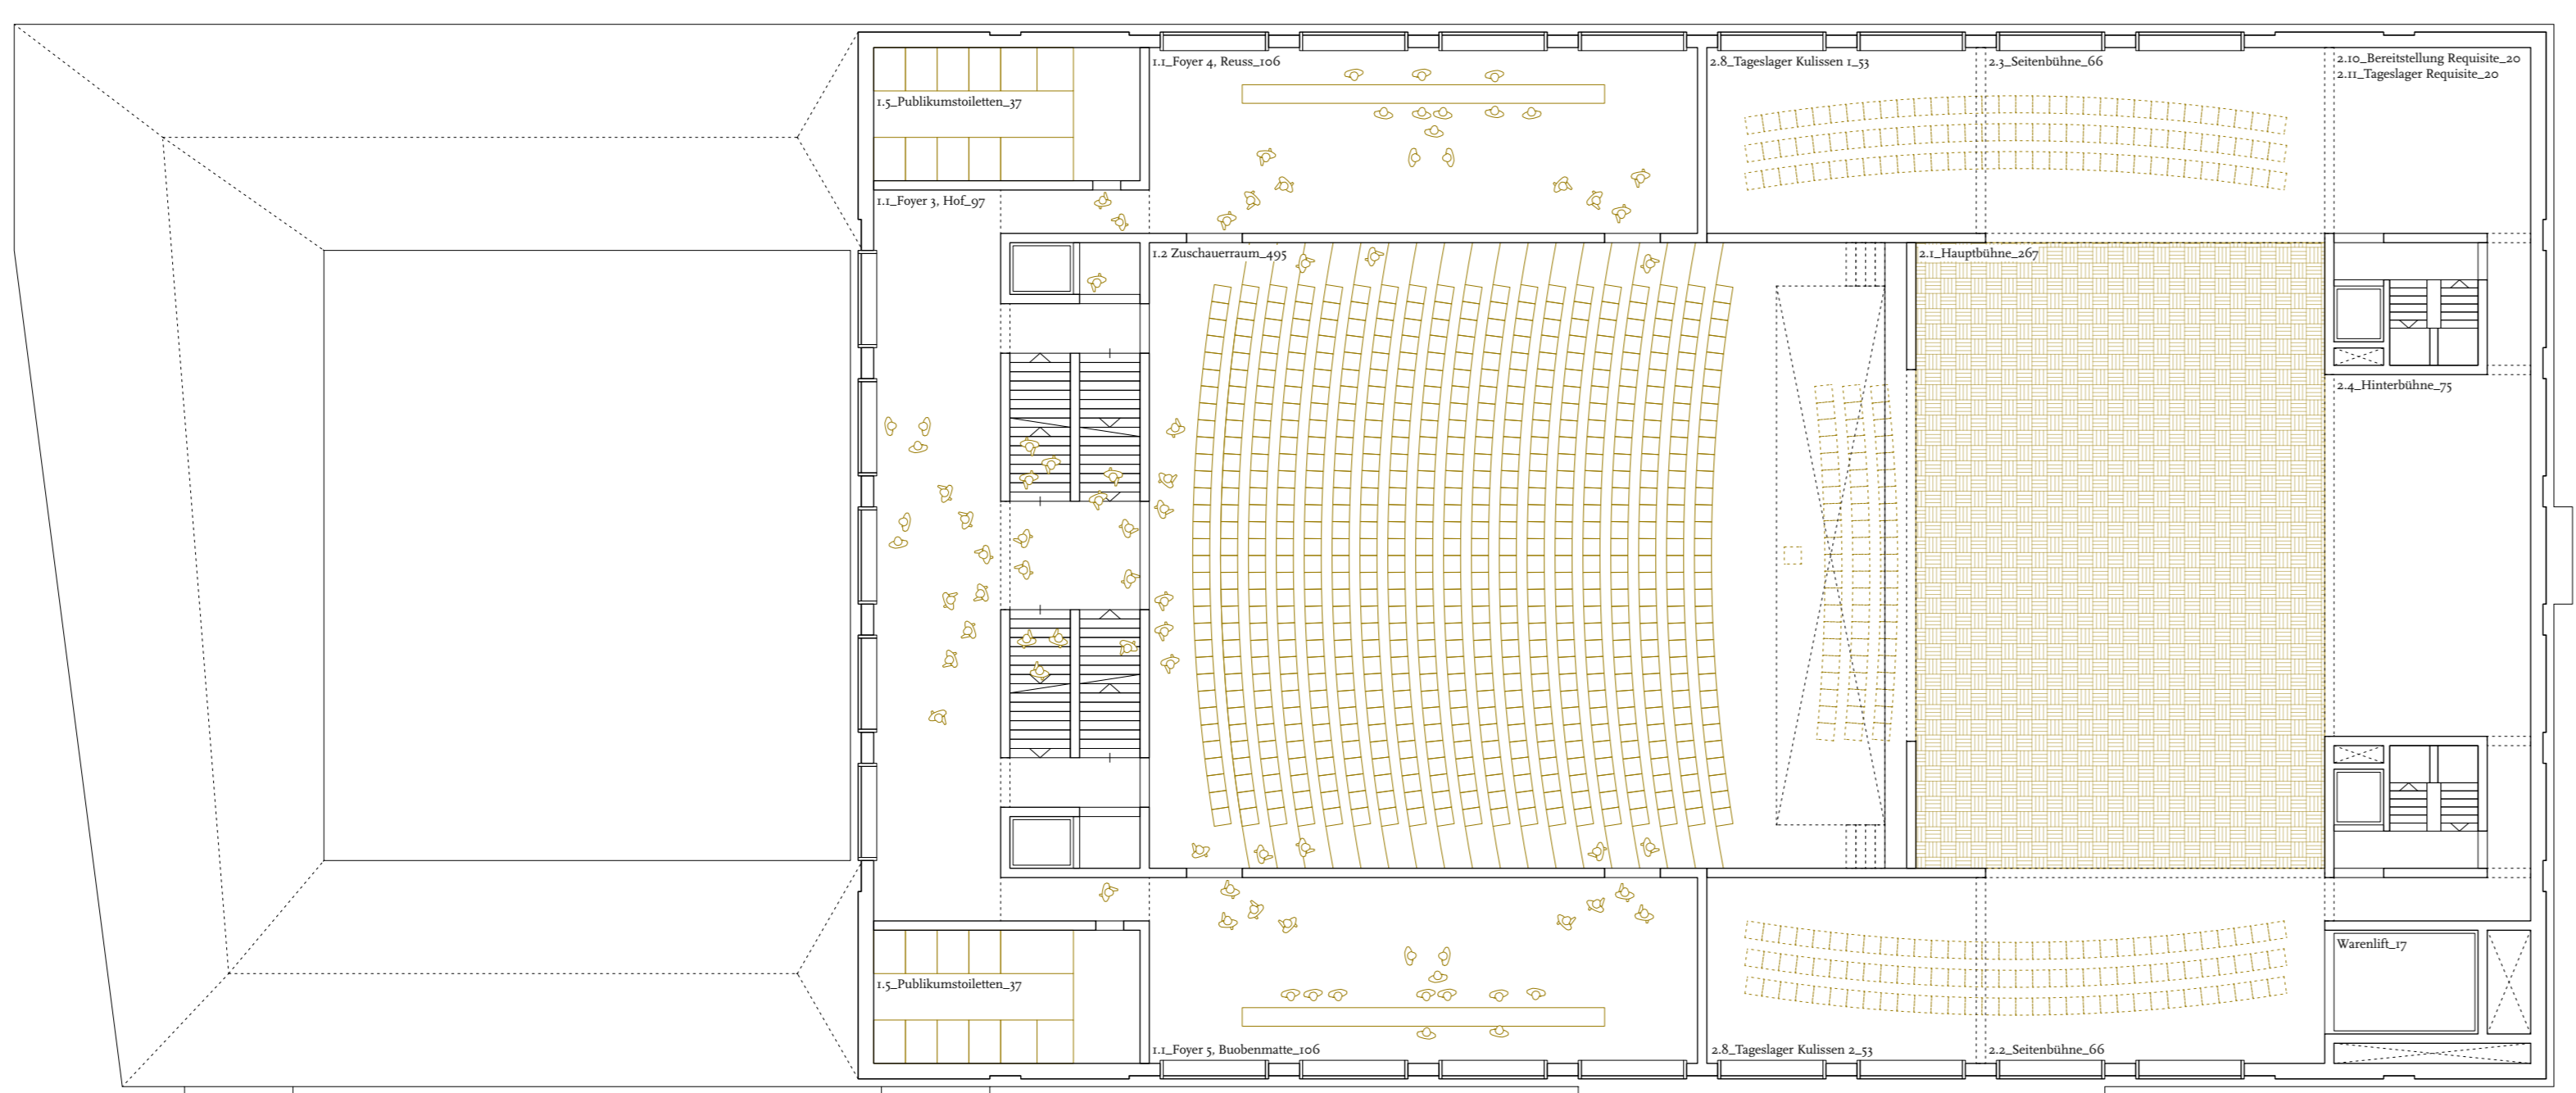 1.1_Foyer 4, Reuss_106
2.8_Tageslager Kulissen 1_53
2.3_Seitenbühne_66
2.10_Bereitstellung Requisite_20
2.11_Tageslager Requisite_20
1.5_Publikumstoiletten_37
1.1_Foyer 3, Hof_97
1.2 Zuschauerraum_495
2.1_Hauptbühne_267
2.4_Hinterbühne_75
Warenlift_17
1.5_Publikumstoiletten_37
1.1_Foyer 5, Buobenmatte_106
2.8_Tageslager Kulissen 2_53
2.2_Seitenbühne_66